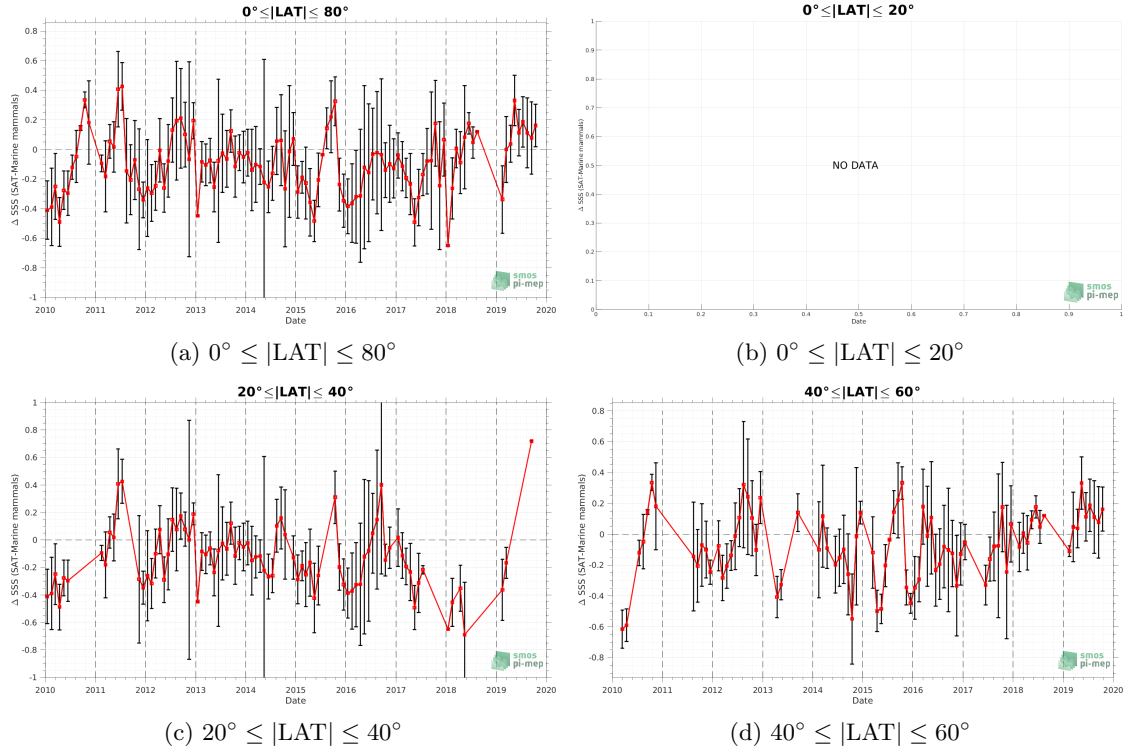 0°≤|LAT|≤ 80°
Δ SSS (SAT-Marine mammals)
0.8
0.6
0.4
0.2
0
-0.2
-0.4
-0.6
-0.8
-1
2010 2011 2012 2013 2014 2015 2016 2017 2018 2019 2020
Date
smos
pi-mep
(a) 0° ≤ |LAT| ≤ 80°
0°≤|LAT|≤ 20°
Δ SSS (SAT-Marine mammals)
1
0.9
0.8
0.7
0.6
0.5
0.4
0.3
0.2
0.1
0
NO DATA
0 0.1 0.2 0.3 0.4 0.5 0.6 0.7 0.8 0.9 1
Date
smos
pi-mep
(b) 0° ≤ |LAT| ≤ 20°
20°≤|LAT|≤ 40°
Δ SSS (SAT-Marine mammals)
1
0.8
0.6
0.4
0.2
0
-0.2
-0.4
-0.6
-0.8
-1
2010 2011 2012 2013 2014 2015 2016 2017 2018 2019 2020
Date
smos
pi-mep
(c) 20° ≤ |LAT| ≤ 40°
40°≤|LAT|≤ 60°
Δ SSS (SAT-Marine mammals)
0.8
0.6
0.4
0.2
0
-0.2
-0.4
-0.6
-0.8
2010 2011 2012 2013 2014 2015 2016 2017 2018 2019 2020
Date
smos
pi-mep
(d) 40° ≤ |LAT| ≤ 60°